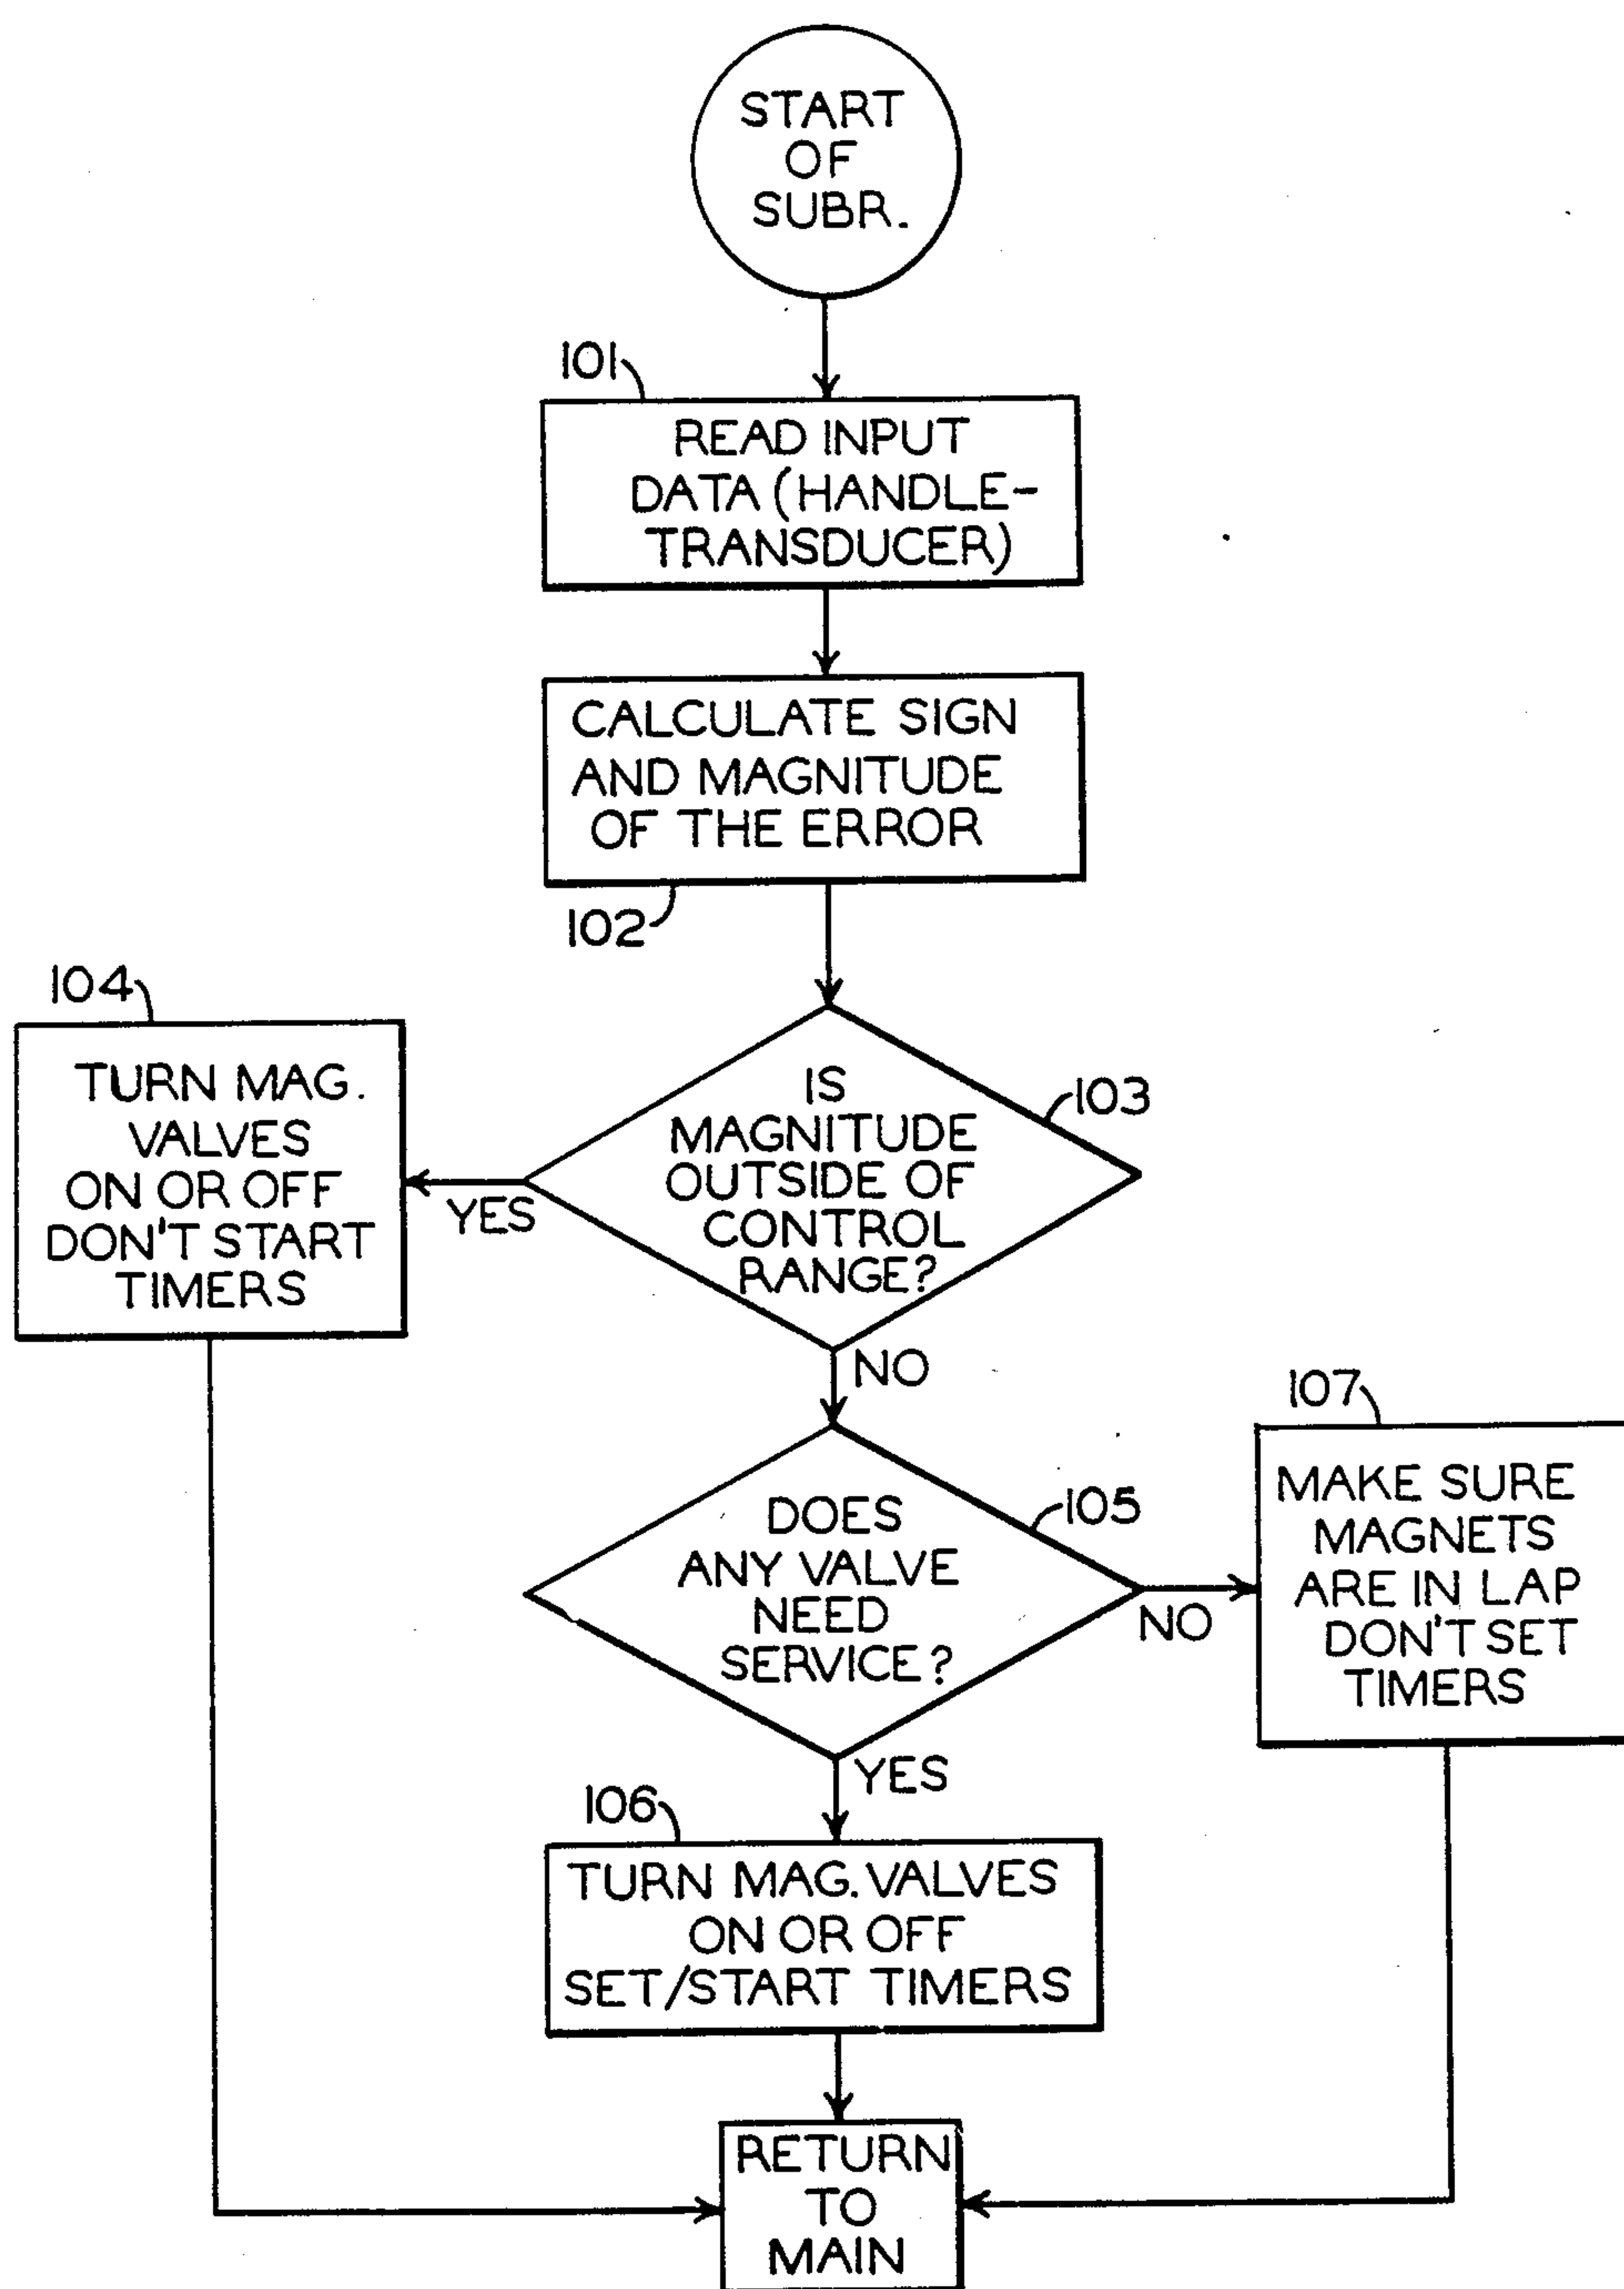 START
OF
SUBR.
101
READ INPUT
DATA (HANDLE-
TRANSDUCER)
CALCULATE SIGN
AND MAGNITUDE
OF THE ERROR
102
104
TURN MAG.
VALVES
ON OR OFF
DON'T START
TIMERS
IS
MAGNITUDE
OUTSIDE OF
CONTROL
RANGE?
103
YES
NO
107
DOES
ANY VALVE
NEED
SERVICE?
105
NO
MAKE SURE
MAGNETS
ARE IN LAP
DON'T SET
TIMERS
YES
106
TURN MAG. VALVES
ON OR OFF
SET/START TIMERS
RETURN
TO
MAIN